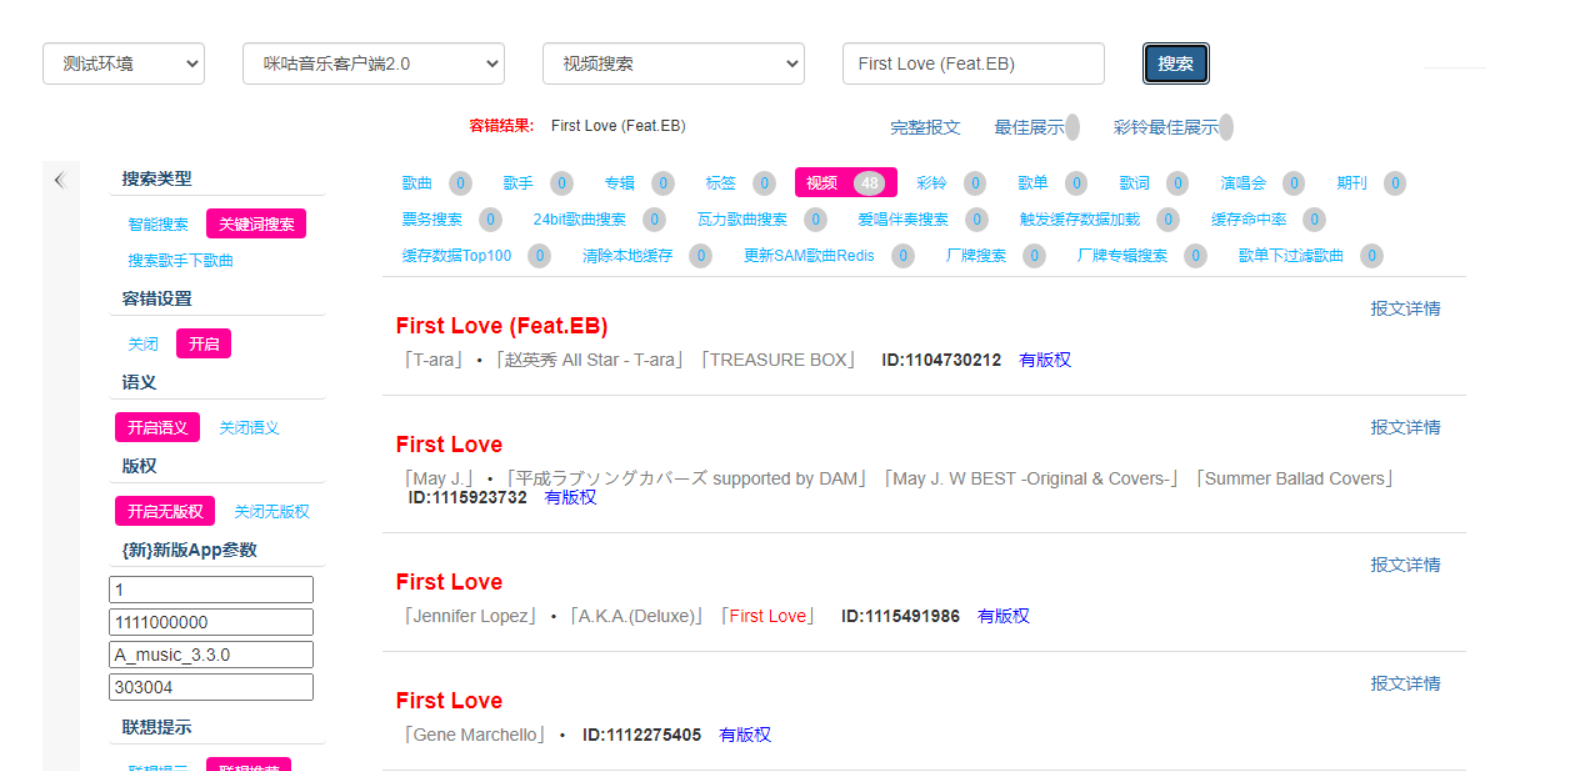 测试环境 咪咕音乐客户端2.0 视频搜索 First Love (Feat.EB) 搜索
容错结果: First Love (Feat.EB) 完整报文 最佳展示 彩铃最佳展示
搜索类型
智能搜索 关键词搜索
搜索歌手下歌曲
容错设置
关闭 开启
语义
开启语义 关闭语义
版权
开启无版权 关闭无版权
{新}新版App参数
1
1111000000
A_music_3.3.0
303004
联想提示
联想提示 联想推荐
歌曲 0 歌手 0 专辑 0 标签 0 视频 48 彩铃 0 歌单 0 歌词 0 演唱会 0 期刊 0
票务搜索 0 24bit歌曲搜索 0 瓦力歌曲搜索 0 爱唱伴奏搜索 0 触发缓存数据加载 0 缓存命中率 0
缓存数据Top100 0 清除本地缓存 0 更新SAM歌曲Redis 0 厂牌搜索 0 厂牌专辑搜索 0 歌单下过滤歌曲 0
报文详情
First Love (Feat.EB)
「T-ara」 • 「赵英秀 All Star - T-ara」 「TREASURE BOX」 ID:1104730212 有版权
报文详情
First Love
「May J.」 • 「平成ラブソングカバーズ supported by DAM」 「May J. W BEST -Original & Covers-」 「Summer Ballad Covers」
ID:1115923732 有版权
报文详情
First Love
「Jennifer Lopez」 • 「A.K.A.(Deluxe)」 「First Love」 ID:1115491986 有版权
报文详情
First Love
「Gene Marchello」 • ID:1112275405 有版权